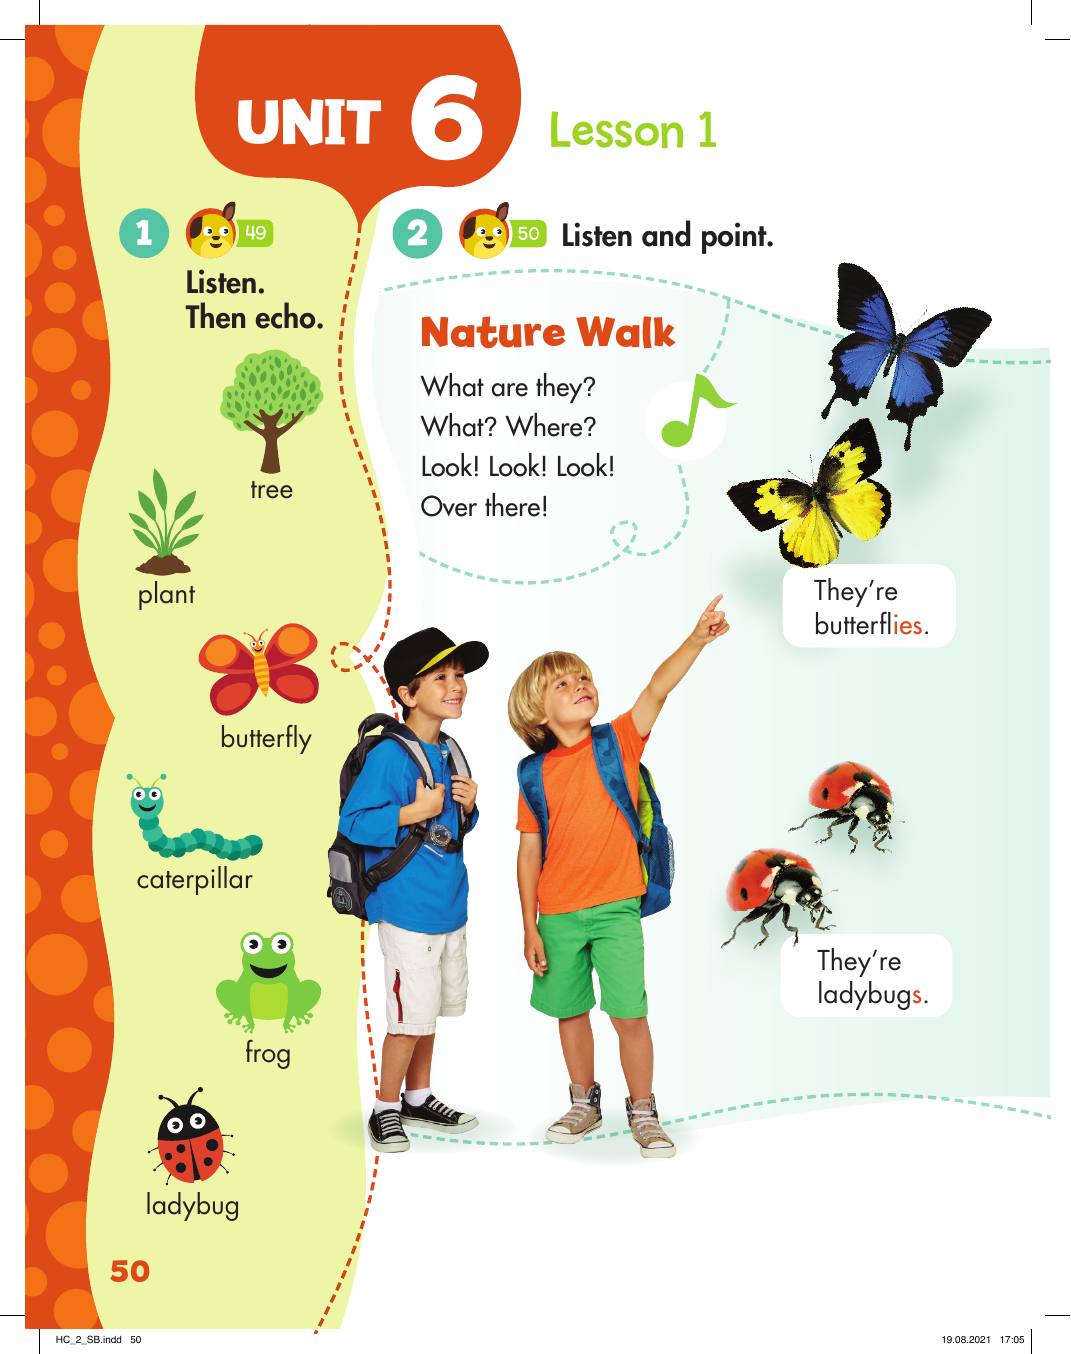 UNIT 6
Lesson 1
1
49
Listen.
Then echo.
tree
plant
butterfly
caterpillar
frog
ladybug
2
50
Listen and point.
Nature Walk
What are they?
What? Where?
Look! Look! Look!
Over there!
They're
butterflies.
They're
ladybugs.
50
HC_2_SB.indd 50
19.08.2021 17:05